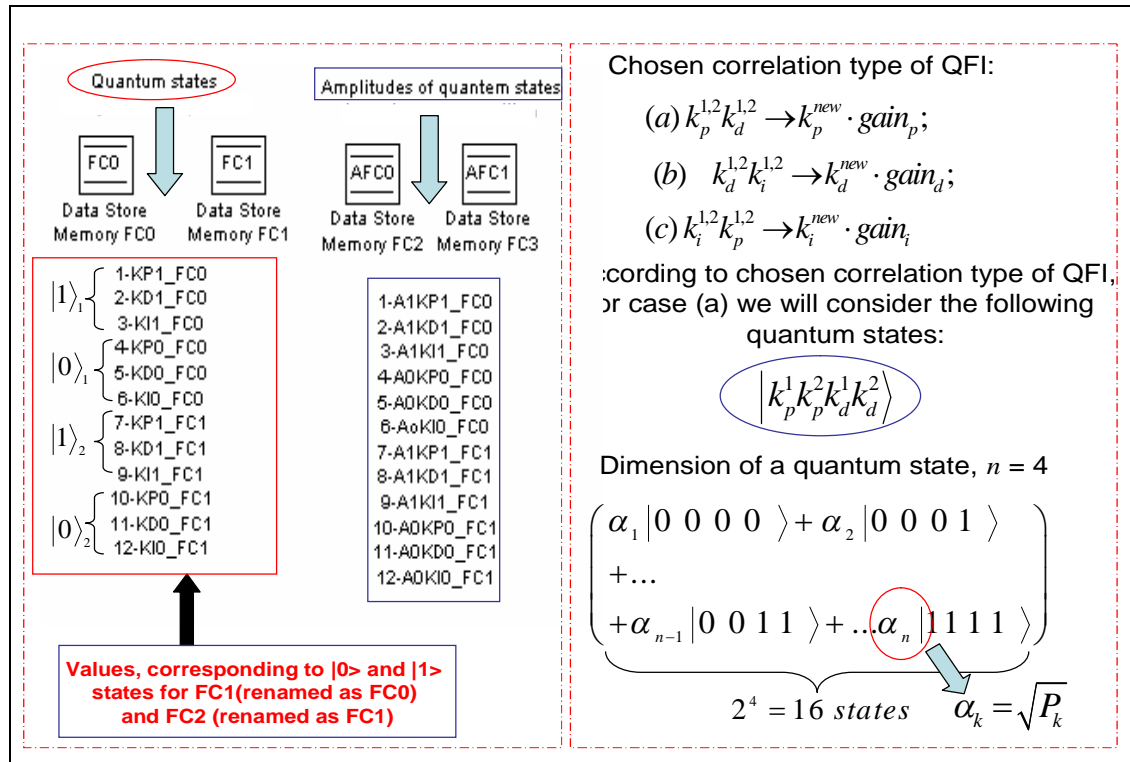 Quantum states
FC0
FC1
Data Store
Memory FC0
Data Store
Memory FC1
|1⟩₁
1-KP1_FC0
2-KD1_FC0
3-KI1_FC0
|0⟩₁
4-KP0_FC0
5-KD0_FC0
6-KI0_FC0
|1⟩₂
7-KP1_FC1
8-KD1_FC1
9-KI1_FC1
|0⟩₂
10-KP0_FC1
11-KD0_FC1
12-KI0_FC1
Values, corresponding to |0> and |1>
states for FC1(renamed as FC0)
and FC2 (renamed as FC1)
Amplitudes of quantem states
AFC0
AFC1
Data Store
Memory FC2
Data Store
Memory FC3
1-A1KP1_FC0
2-A1KD1_FC0
3-A1KI1_FC0
4-A0KP0_FC0
5-A0KD0_FC0
6-AoKI0_FC0
7-A1KP1_FC1
8-A1KD1_FC1
9-A1KI1_FC1
10-A0KP0_FC1
11-A0KD0_FC1
12-A0KI0_FC1
Chosen correlation type of QFI:
(a) k_p^{1,2} k_d^{1,2} → k_p^{new} · gain_p;
(b) k_d^{1,2} k_i^{1,2} → k_d^{new} · gain_d;
(c) k_i^{1,2} k_p^{1,2} → k_i^{new} · gain_i
ccording to chosen correlation type of QFI,
or case (a) we will consider the following
quantum states:
|k_p^1 k_p^2 k_d^1 k_d^2⟩
Dimension of a quantum state, n = 4
α₁|0 0 0 0 ⟩ + α₂|0 0 0 1 ⟩
+...
+α_{n-1}|0 0 1 1 ⟩ + ...α_n |1 1 1 1 ⟩
2^4 = 16 states
α_k = √P_k